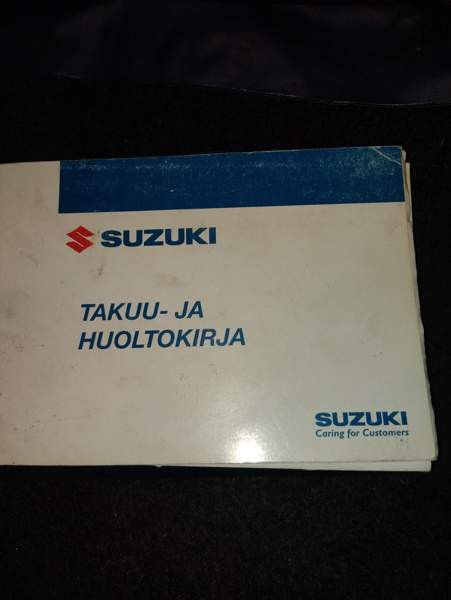 SUZUKI
TAKUU- JA
HUOLTOKIRJA
SUZUKI
Caring for Customers